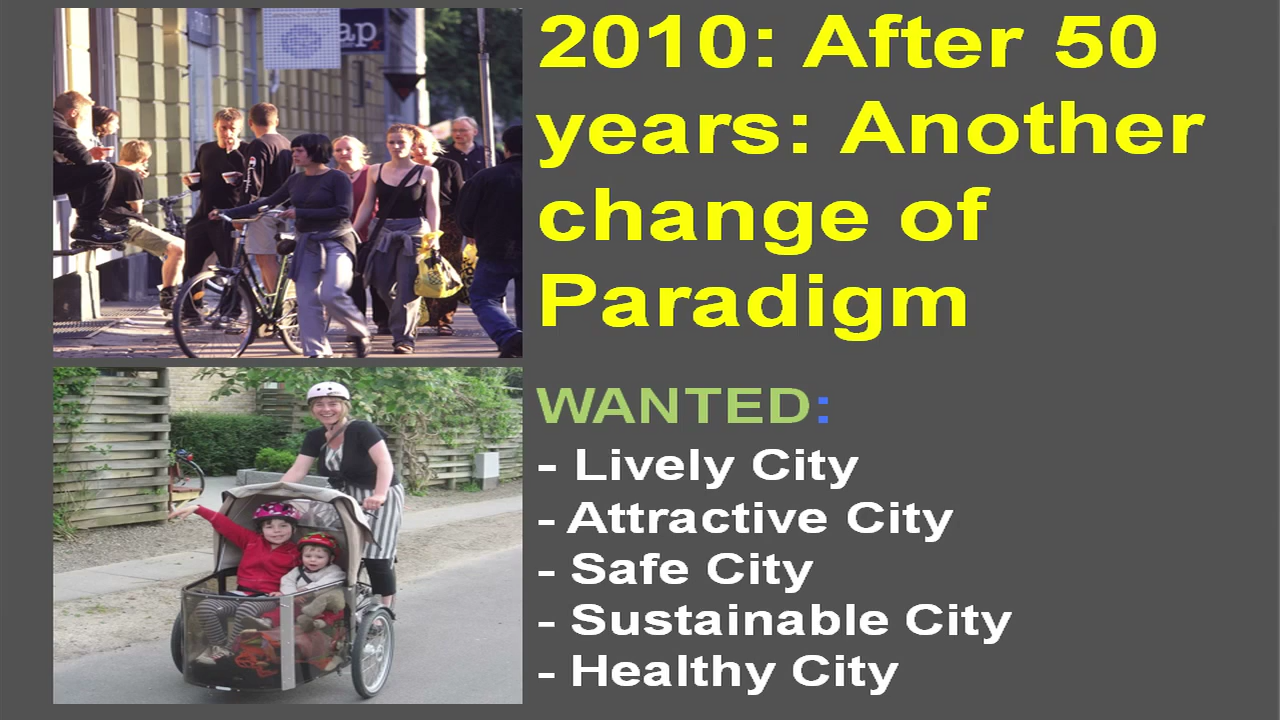 2010: After 50
years: Another
change of
Paradigm
WANTED:
- Lively City
- Attractive City
- Safe City
- Sustainable City
- Healthy City